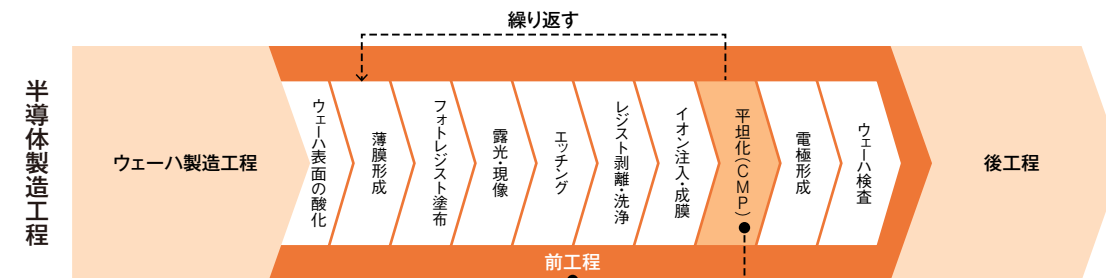 繰り返す
半導体製造工程
ウェーハ製造工程
ウェーハ表面の酸化
薄膜形成
フォトレジスト塗布
露光・現像
エッチング
レジスト剥離・洗浄
イオン注入・成膜
平坦化(CMP)
電極形成
ウェーハ検査
後工程
前工程